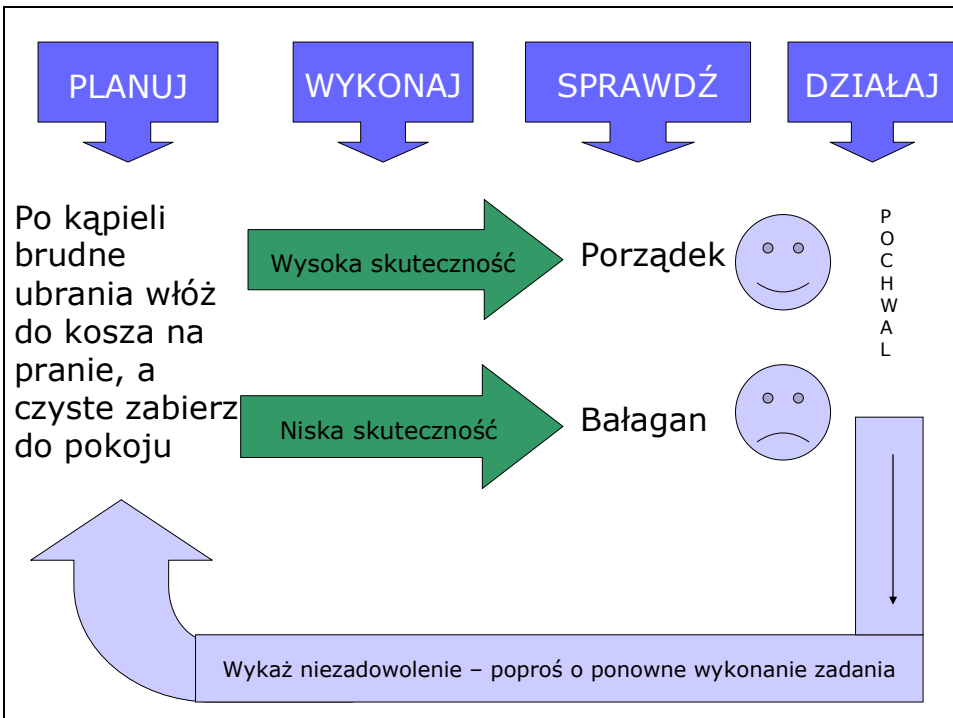 PLANUJ
WYKONAJ
SPRAWDŹ
DZIAŁAJ
Po kąpieli
brudne
ubrania włóż
do kosza na
pranie, a
czyste zabierz
do pokoju
Wysoka skuteczność
Porządek
POCHWAL
Niska skuteczność
Bałagan
Wykaż niezadowolenie – poproś o ponowne wykonanie zadania